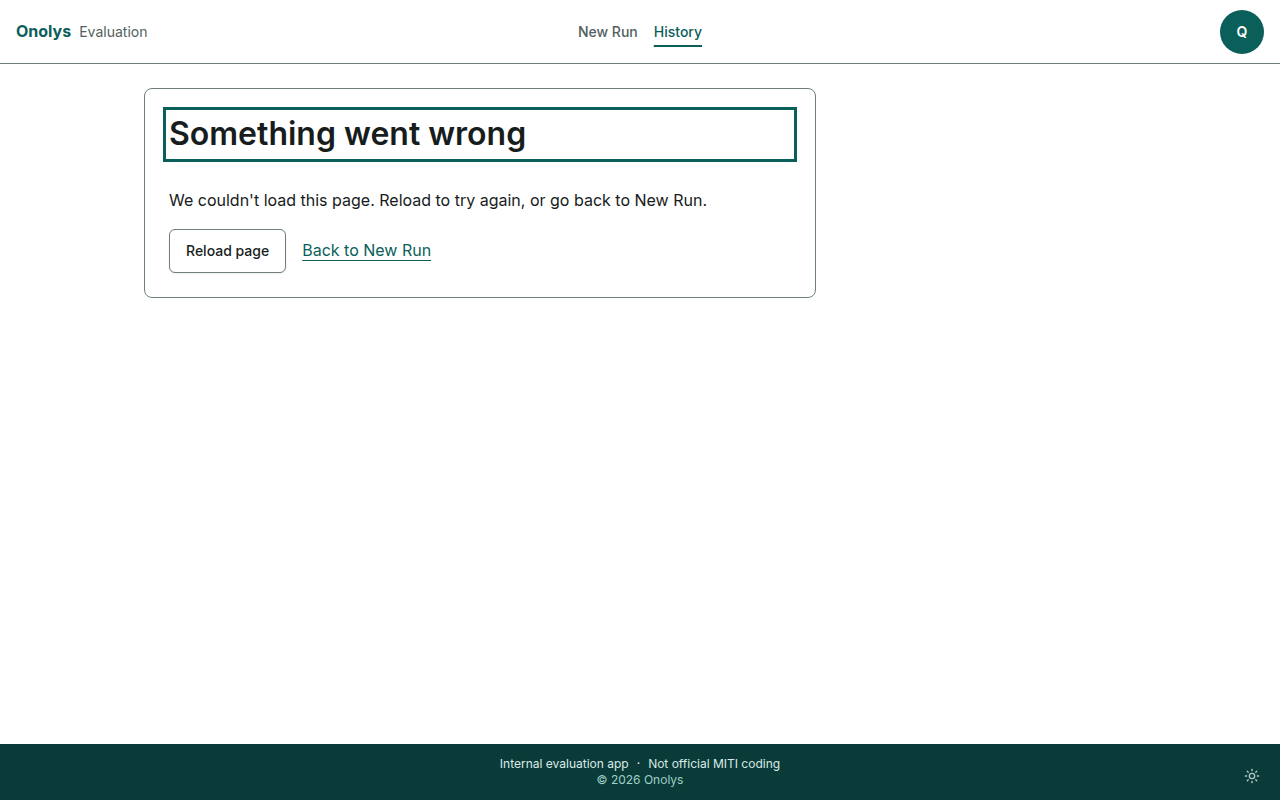 Onolys Evaluation
New Run History
Q
Something went wrong
We couldn't load this page. Reload to try again, or go back to New Run.
Reload page Back to New Run
Internal evaluation app · Not official MITI coding
© 2026 Onolys